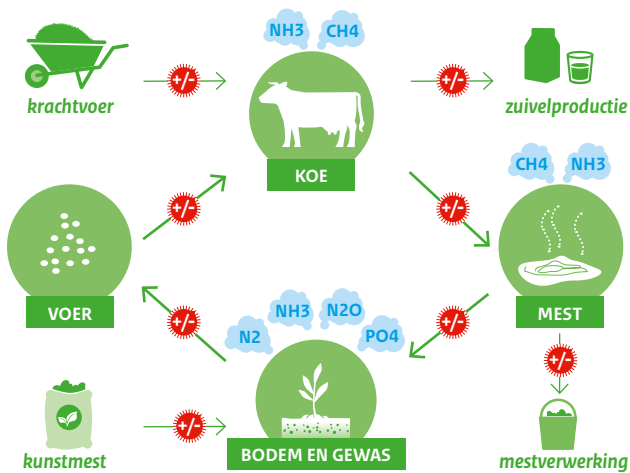 NH3
CH4
krachtvoer
+/-
KOE
+/-
zuivelproductie
CH4
NH3
+/-
+/-
VOER
MEST
+/-
N2
NH3
N2O
PO4
+/-
+/-
kunstmest
+/-
BODEM EN GEWAS
mestverwerking